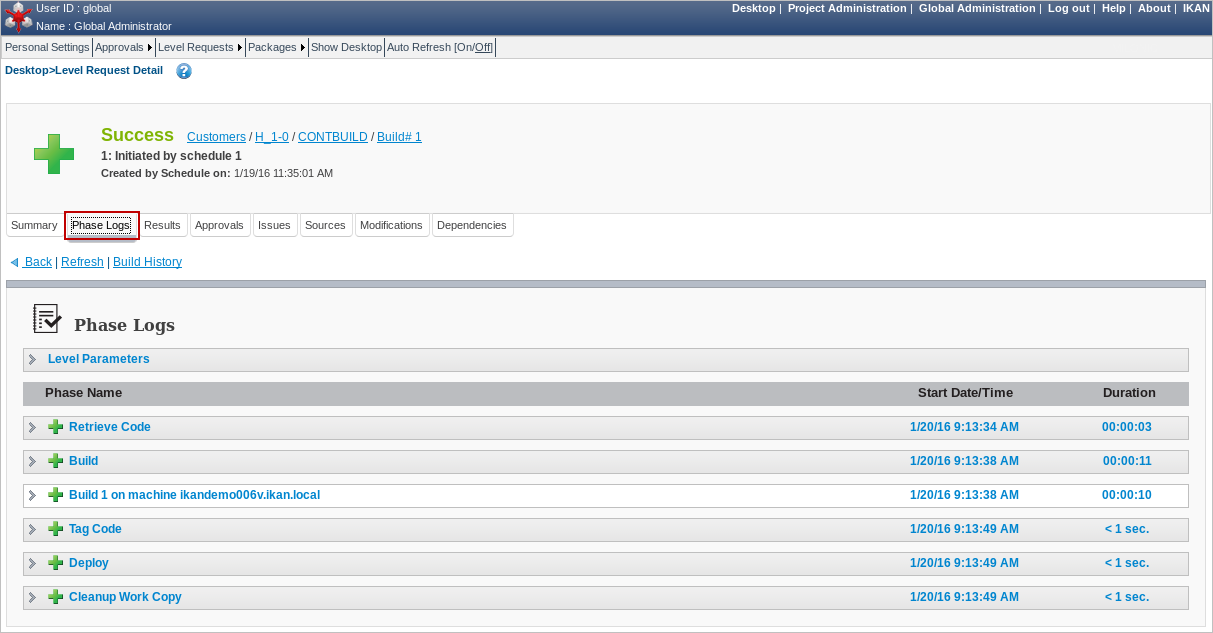 User ID : global
Desktop | Project Administration | Global Administration | Log out | Help | About | IKAN
Name : Global Administrator
Personal Settings Approvals Level Requests Packages Show Desktop Auto Refresh [On/Off]
Desktop>Level Request Detail ?
Success Customers / H_1-0 / CONTBUILD / Build# 1
1: Initiated by schedule 1
Created by Schedule on: 1/19/16 11:35:01 AM
Summary Phase Logs Results Approvals Issues Sources Modifications Dependencies
Back | Refresh | Build History
Phase Logs
Level Parameters
Phase Name Start Date/Time Duration
Retrieve Code 1/20/16 9:13:34 AM 00:00:03
Build 1/20/16 9:13:38 AM 00:00:11
Build 1 on machine ikandemo006v.ikan.local 1/20/16 9:13:38 AM 00:00:10
Tag Code 1/20/16 9:13:49 AM < 1 sec.
Deploy 1/20/16 9:13:49 AM < 1 sec.
Cleanup Work Copy 1/20/16 9:13:49 AM < 1 sec.